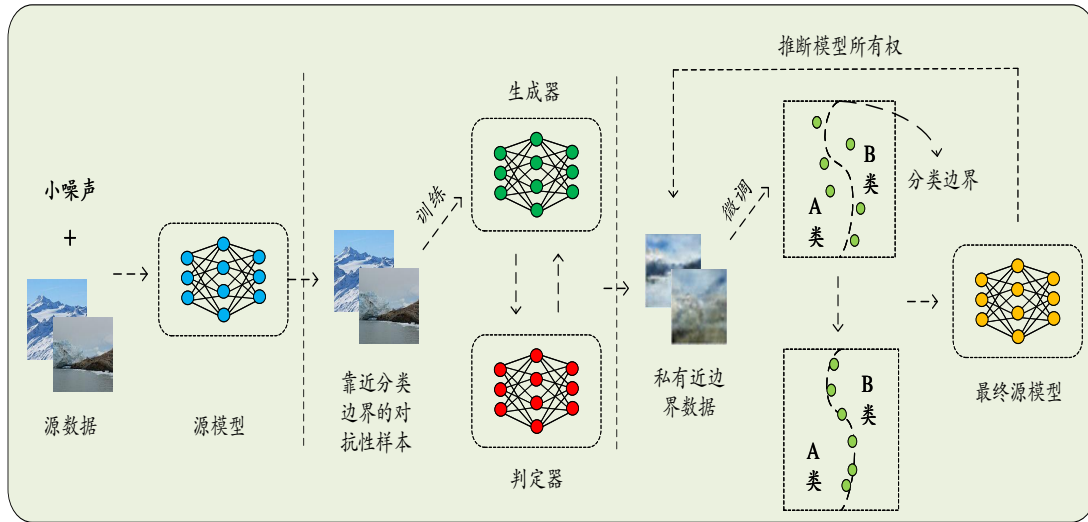 推断模型所有权
生成器
小噪声
+
源数据
源模型
训练
靠近分类
边界的对
抗性样本
判定器
私有近边
界数据
微调
A
类
B
类
分类边界
A
类
B
类
最终源模型